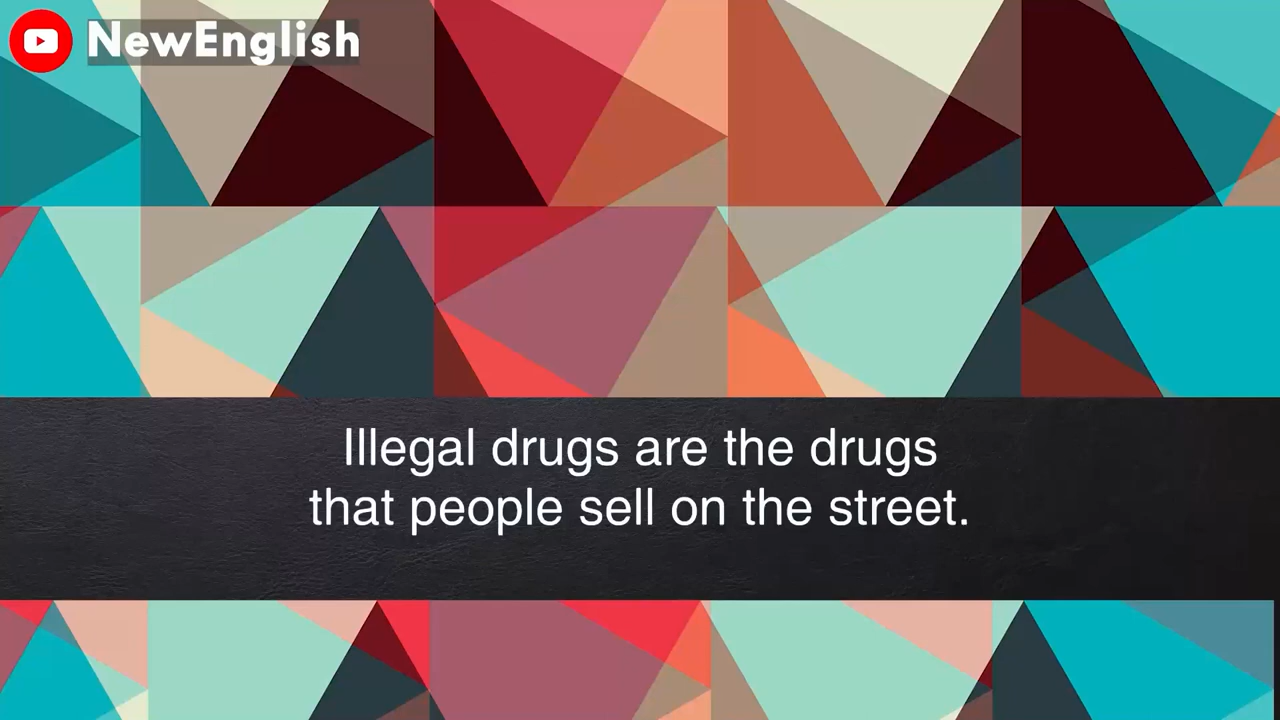 NewEnglish
Illegal drugs are the drugs
that people sell on the street.